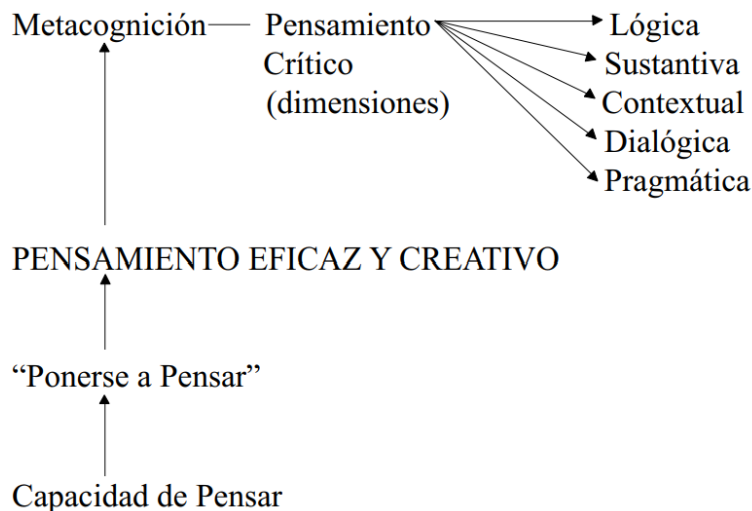 Metacognición
Pensamiento
Crítico
(dimensiones)
Lógica
Sustantiva
Contextual
Dialógica
Pragmática
PENSAMIENTO EFICAZ Y CREATIVO
“Ponerse a Pensar”
Capacidad de Pensar